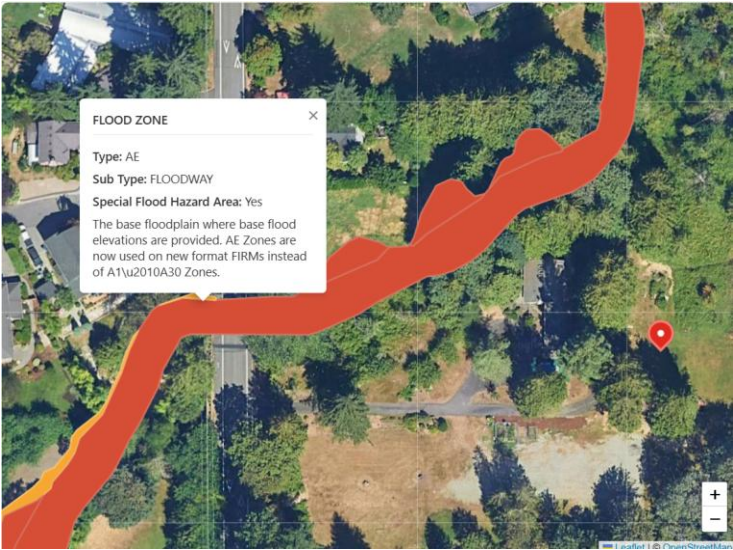 FLOOD ZONE
×
Type: AE
Sub Type: FLOODWAY
Special Flood Hazard Area: Yes
The base floodplain where base flood
elevations are provided. AE Zones are
now used on new format FIRMs instead
of A1\u2010A30 Zones.
+
−
Leaflet | © OpenStreetMap